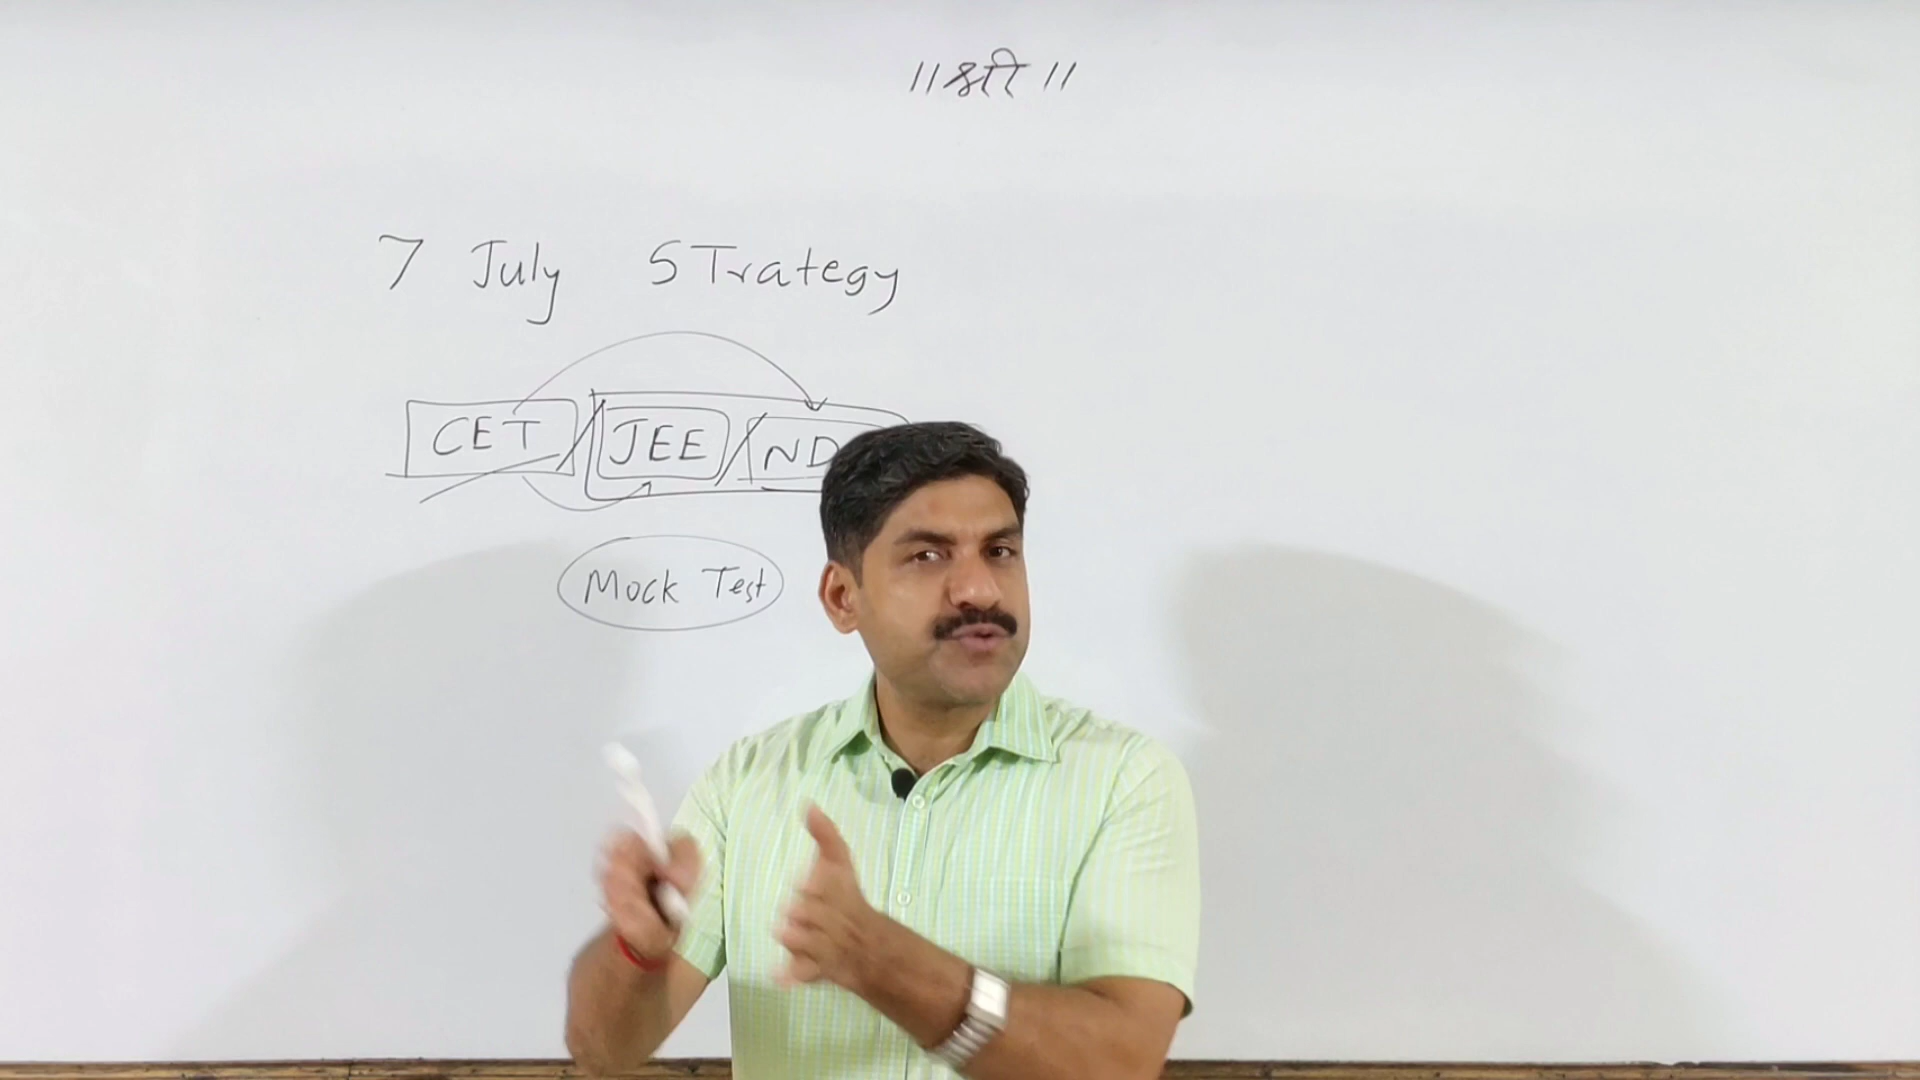 ॥ श्री ॥
7 July STrategy
CET / JEE / ND
Mock Test